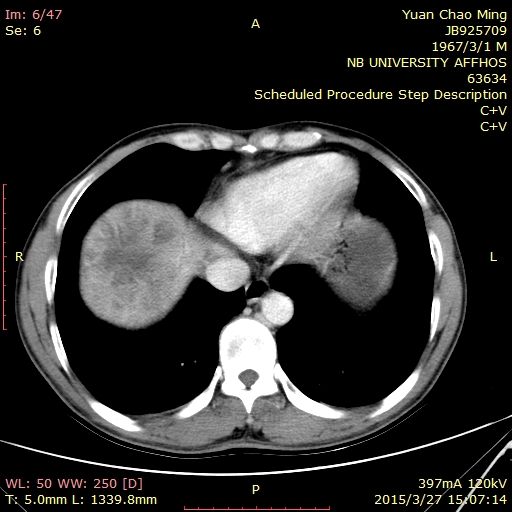 Im: 6/47
Se: 6
A
Yuan Chao Ming
JB925709
1967/3/1 M
NB UNIVERSITY AFFHOS
63634
Scheduled Procedure Step Description
C+V
C+V
R
L
WL: 50 WW: 250 [D]
T: 5.0mm L: 1339.8mm
P
397mA 120kV
2015/3/27 15:07:14